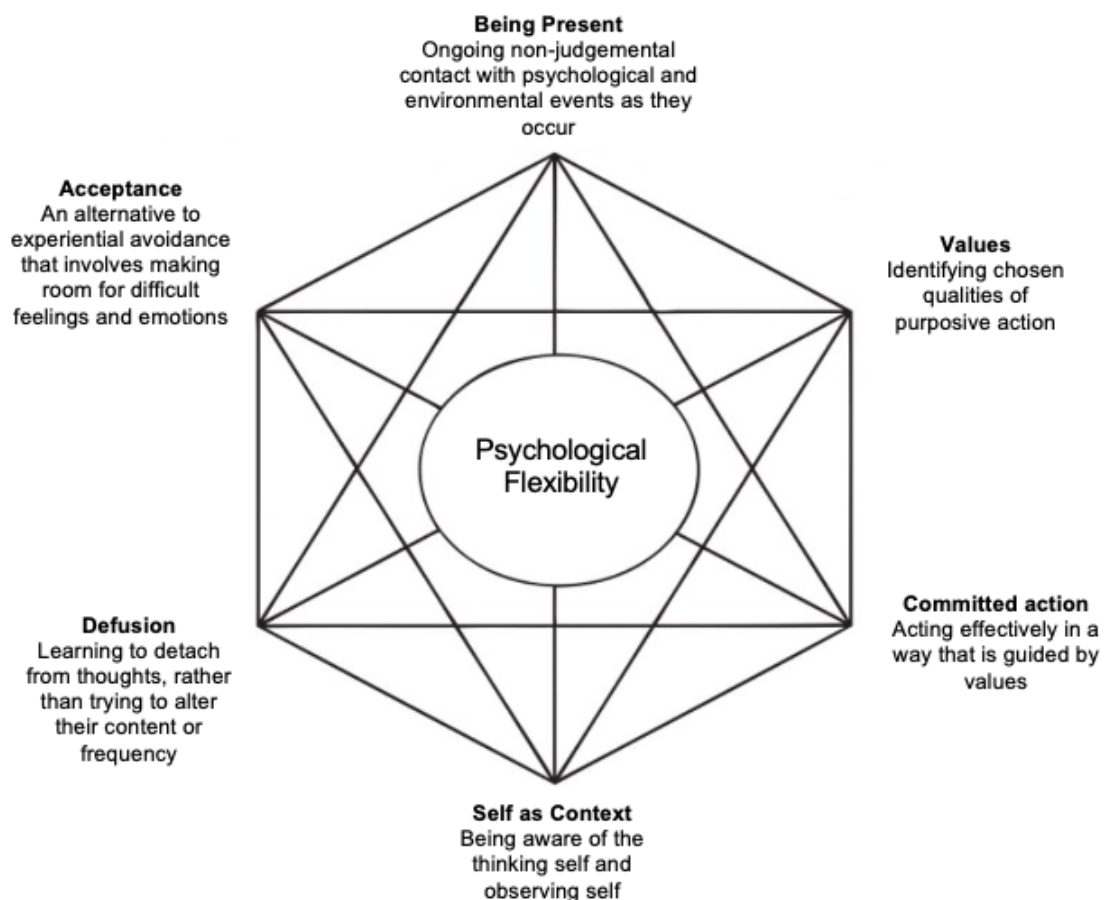 Being Present
Ongoing non-judgemental
contact with psychological and
environmental events as they
occur
Acceptance
An alternative to
experiential avoidance
that involves making
room for difficult
feelings and emotions
Values
Identifying chosen
qualities of
purposive action
Psychological
Flexibility
Defusion
Learning to detach
from thoughts, rather
than trying to alter
their content or
frequency
Committed action
Acting effectively in a
way that is guided by
values
Self as Context
Being aware of the
thinking self and
observing self